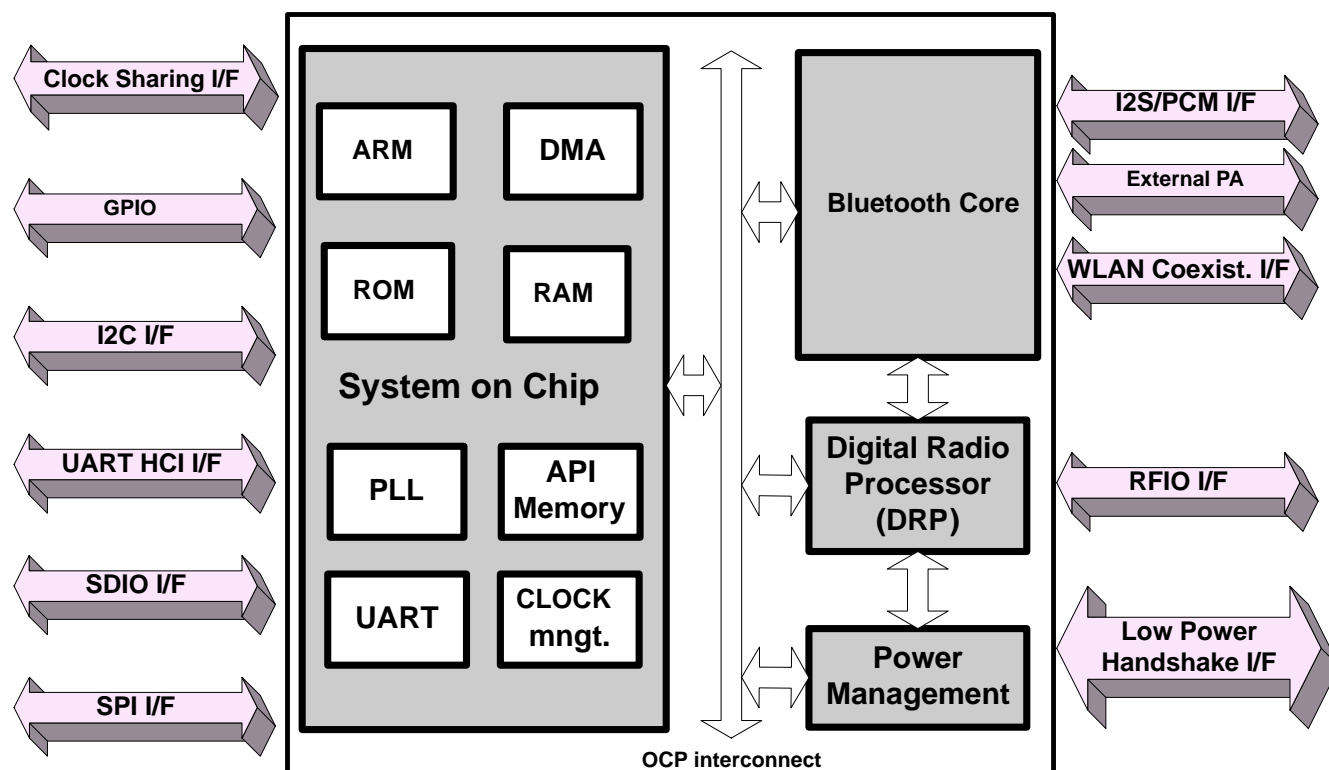 Clock Sharing I/F
GPIO
I2C I/F
UART HCI I/F
SDIO I/F
SPI I/F
ARM
DMA
ROM
RAM
System on Chip
PLL
API
Memory
UART
CLOCK
mngt.
OCP interconnect
Bluetooth Core
Digital Radio
Processor
(DRP)
Power
Management
I2S/PCM I/F
External PA
WLAN Coexist. I/F
RFIO I/F
Low Power
Handshake I/F